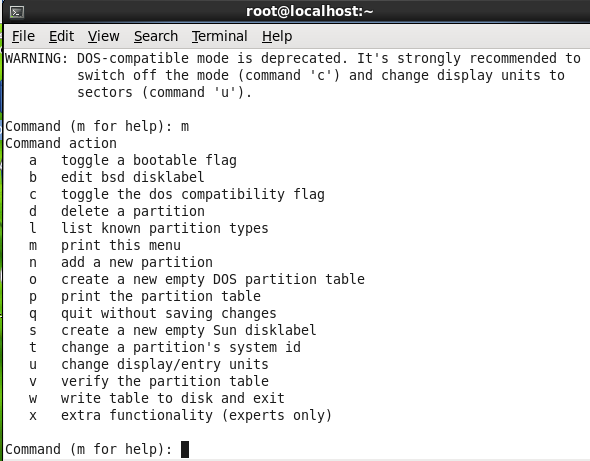 root@localhost:~
File Edit View Search Terminal Help
WARNING: DOS-compatible mode is deprecated. It's strongly recommended to
         switch off the mode (command 'c') and change display units to
         sectors (command 'u').

Command (m for help): m
Command action
   a   toggle a bootable flag
   b   edit bsd disklabel
   c   toggle the dos compatibility flag
   d   delete a partition
   l   list known partition types
   m   print this menu
   n   add a new partition
   o   create a new empty DOS partition table
   p   print the partition table
   q   quit without saving changes
   s   create a new empty Sun disklabel
   t   change a partition's system id
   u   change display/entry units
   v   verify the partition table
   w   write table to disk and exit
   x   extra functionality (experts only)

Command (m for help):